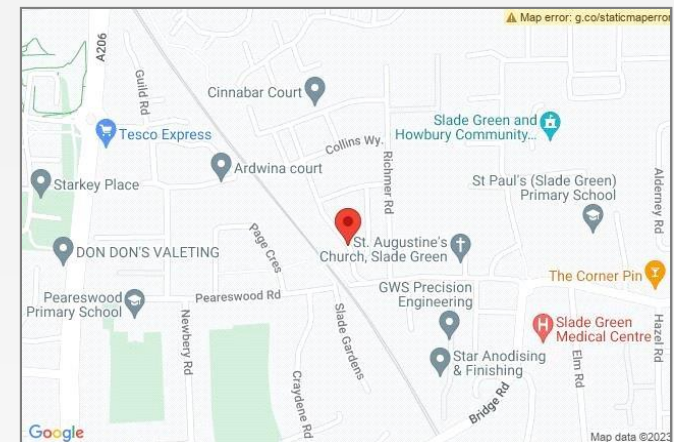 Map error: g.co/staticmaperror
A206
Guild Rd
Cinnabar Court
Tesco Express
Collins Wy.
Slade Green and
Howbury Community...
Ardwina court
Richmer Rd
St Paul's (Slade Green)
Primary School
Alderney Rd
Starkey Place
DON DON'S VALETING
Page Cres
St. Augustine's
Church, Slade Green
The Corner Pin
Peareswood
Primary School
Peareswood Rd
GWS Precision
Engineering
Newbery Rd
Slade Gardens
Slade Green
Medical Centre
Hazel Rd
Star Anodising
& Finishing
Elm Rd
Craydene Rd
Bridge Rd
Google
Map data ©2023